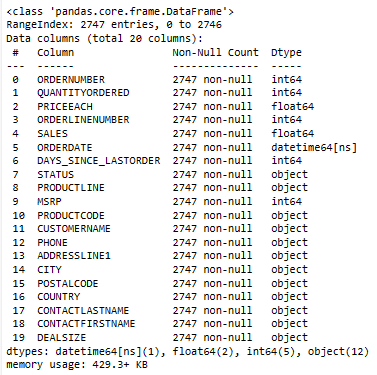 <class 'pandas.core.frame.DataFrame'>
RangeIndex: 2747 entries, 0 to 2746
Data columns (total 20 columns):
 #   Column              Non-Null Count  Dtype
---  ------              --------------  -----
 0   ORDERNUMBER         2747 non-null   int64
 1   QUANTITYORDERED     2747 non-null   int64
 2   PRICEEACH           2747 non-null   float64
 3   ORDERLINENUMBER     2747 non-null   int64
 4   SALES               2747 non-null   float64
 5   ORDERDATE           2747 non-null   datetime64[ns]
 6   DAYS_SINCE_LASTORDER  2747 non-null   int64
 7   STATUS              2747 non-null   object
 8   PRODUCTLINE         2747 non-null   object
 9   MSRP                2747 non-null   int64
 10  PRODUCTCODE         2747 non-null   object
 11  CUSTOMERNAME        2747 non-null   object
 12  PHONE               2747 non-null   object
 13  ADDRESSLINE1        2747 non-null   object
 14  CITY                2747 non-null   object
 15  POSTALCODE          2747 non-null   object
 16  COUNTRY             2747 non-null   object
 17  CONTACTLASTNAME     2747 non-null   object
 18  CONTACTFIRSTNAME    2747 non-null   object
 19  DEALSIZE            2747 non-null   object
dtypes: datetime64[ns](1), float64(2), int64(5), object(12)
memory usage: 429.3+ KB